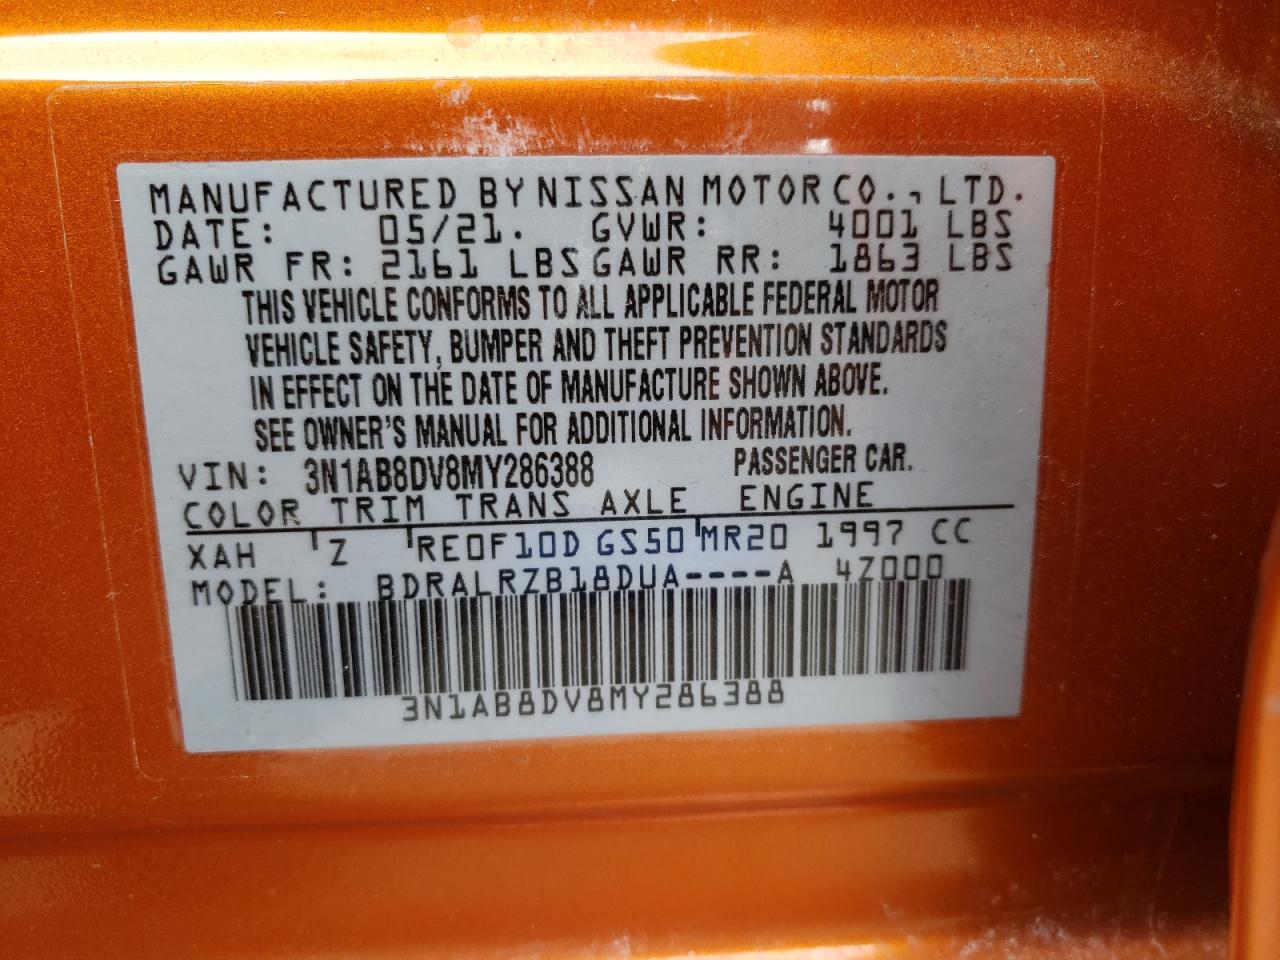 MANUFACTURED BY NISSAN MOTOR CO., LTD.
DATE: 05/21. GVWR: 4001 LBS
GAWR FR: 2161 LBS GAWR RR: 1863 LBS
THIS VEHICLE CONFORMS TO ALL APPLICABLE FEDERAL MOTOR
VEHICLE SAFETY, BUMPER AND THEFT PREVENTION STANDARDS
IN EFFECT ON THE DATE OF MANUFACTURE SHOWN ABOVE.
SEE OWNER'S MANUAL FOR ADDITIONAL INFORMATION.
VIN: 3N1AB8DV8MY286388 PASSENGER CAR.
COLOR TRIM TRANS AXLE ENGINE
XAH Z RE0F10D GS50 MR20 1997 CC
MODEL: BDRALRZB18DUA----A 4Z000
3N1AB8DV8MY286388